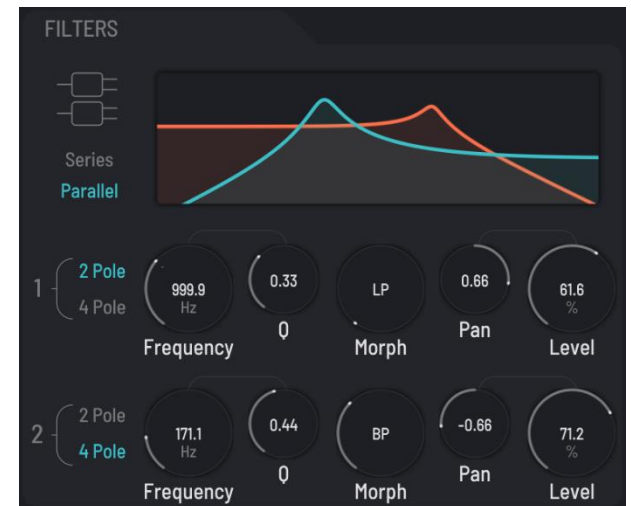 FILTERS
Series
Parallel
1
2 Pole
4 Pole
999.9
Hz
Frequency
0.33
Q
LP
Morph
0.66
Pan
61.6
%
Level
2
2 Pole
4 Pole
171.1
Hz
Frequency
0.44
Q
BP
Morph
-0.66
Pan
71.2
%
Level